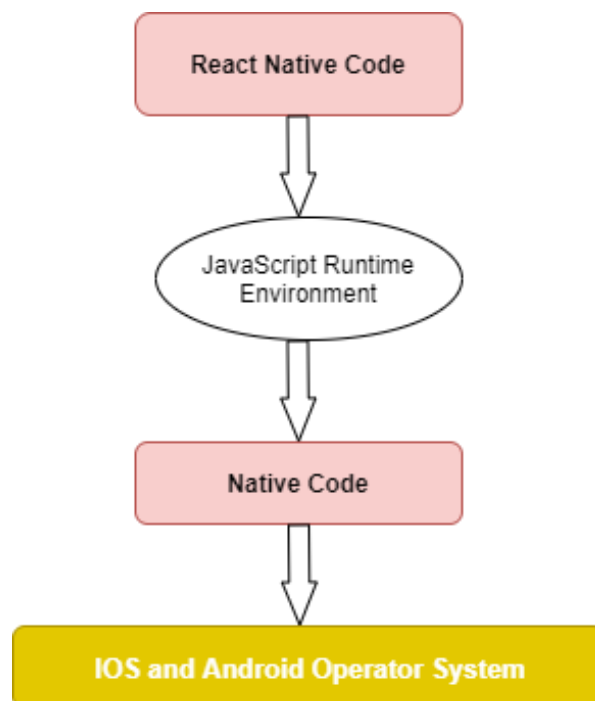 React Native Code
JavaScript Runtime
Environment
Native Code
IOS and Android Operator System